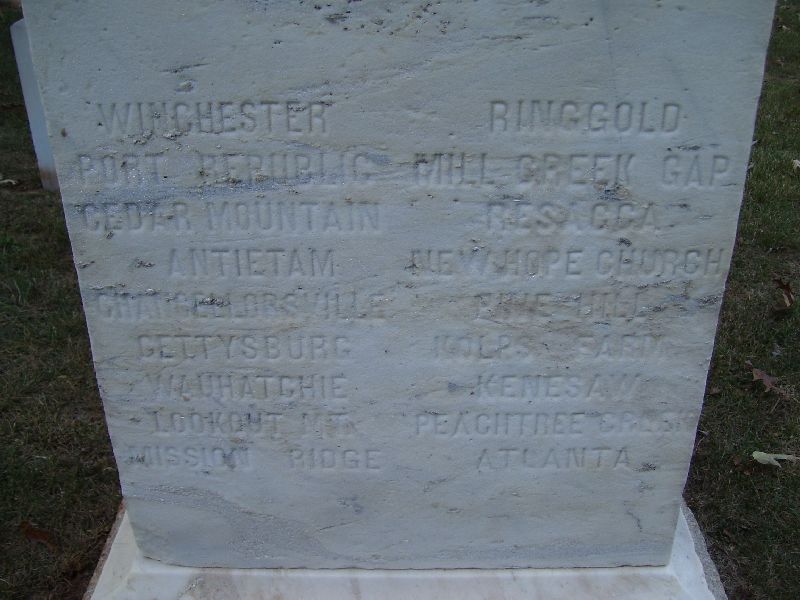 WINCHESTER
PORT REPUBLIC
CEDAR MOUNTAIN
ANTIETAM
CHANCELLORSVILLE
GETTYSBURG
WAUHATCHIE
LOOKOUT MT.
MISSION RIDGE
RINGGOLD
MILL CREEK GAP
RESACCA
NEW HOPE CHURCH
PINE HILL
KOLPS FARM
KENESAW
PEACHTREE CREEK
ATLANTA